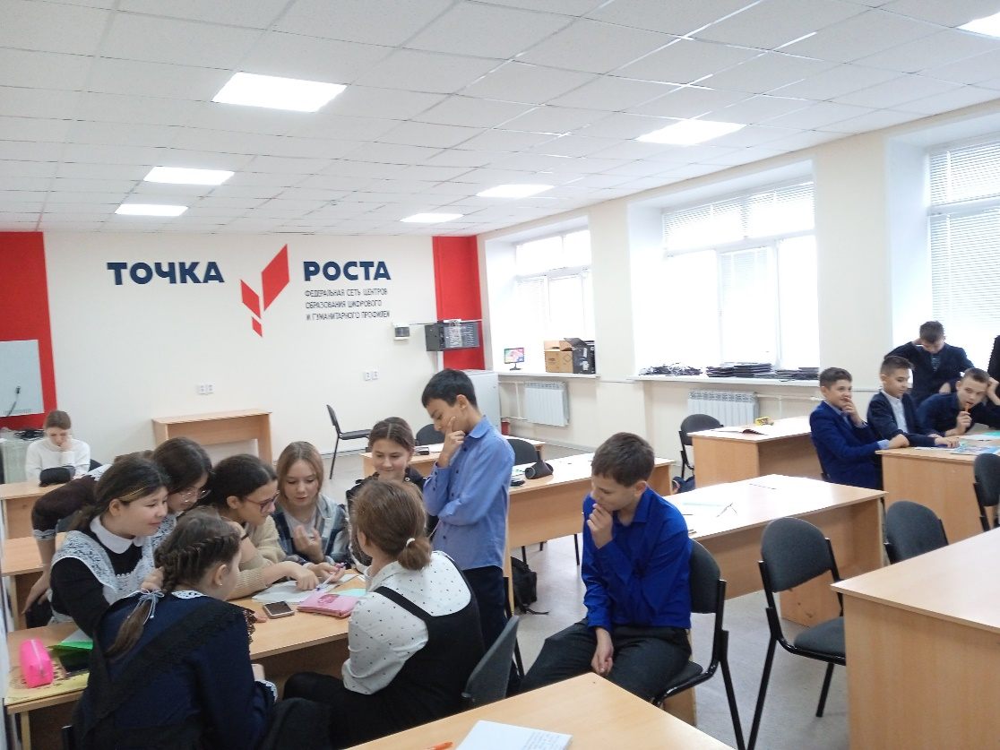 ТОЧКА РОСТА
ФЕДЕРАЛЬНАЯ СЕТЬ ЦЕНТРОВ
ОБРАЗОВАНИЯ ЦИФРОВОГО
И ГУМАНИТАРНОГО ПРОФИЛЕЙ